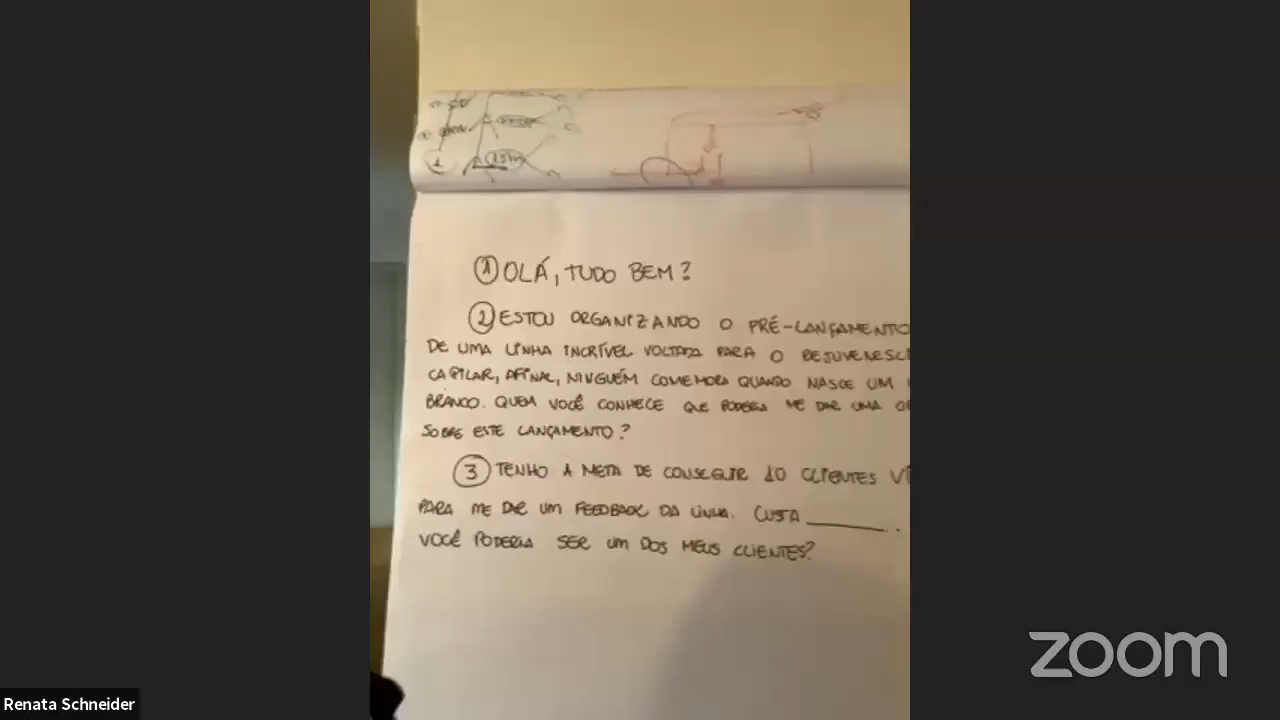 ① OLÁ, TUDO BEM?
② ESTOU ORGANIZANDO O PRÉ-LANÇAMENTO
DE UMA LINHA INCRÍVEL VOLTADA PARA O REJUVENESCI
CAPILAR, AFINAL, NINGUÉM COMEMORA QUANDO NASCE UM
BRANCO. QUEM VOCÊ CONHECE QUE PODERIA ME DAR UMA O
SOBRE ESTE LANÇAMENTO?
③ TENHO A META DE CONSEGUIR 10 CLIENTES VI
PARA ME DAR UM FEEDBACK DA LINHA. CUSTA ______.
VOCÊ PODERIA SER UM DOS MEUS CLIENTES?
zoom
Renata Schneider